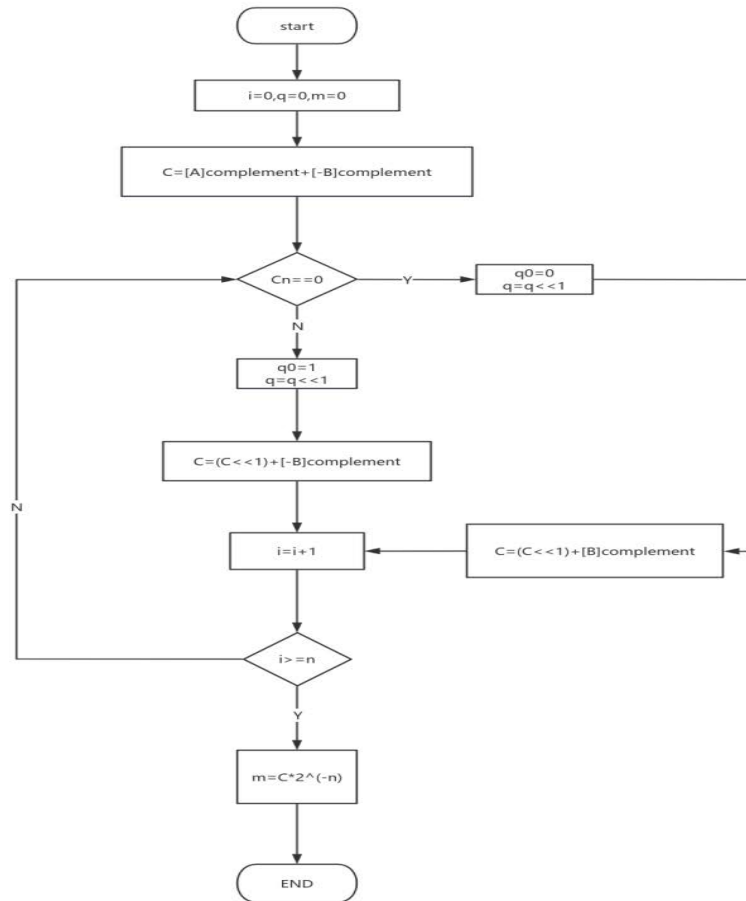 start
i=0,q=0,m=0
C=[A]complement+[-B]complement
Cn==0
Y
q0=0
q=q<<1
N
q0=1
q=q<<1
C=(C<<1)+[-B]complement
N
i=i+1
C=(C<<1)+[B]complement
i>=n
Y
m=C*2^(-n)
END